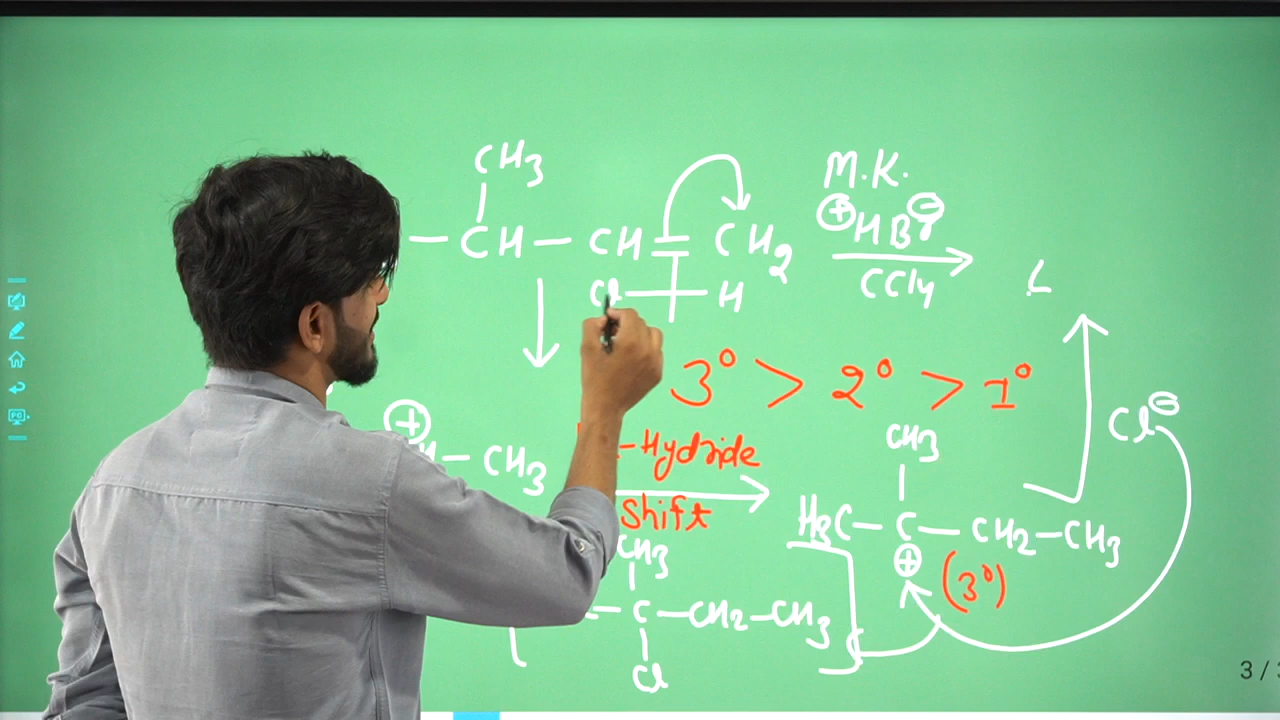 CH3
M.K.
— CH — CH = CH2
⊕HBr⊖
CCl4
Cl — H
3° > 2° > 1°
⊕
Cl⊖
CH3
— CH3
-Hydride
Shift
H3C — C — CH2 — CH3
⊕
(3°)
CH3
— C — CH2 — CH3
Cl
3 /